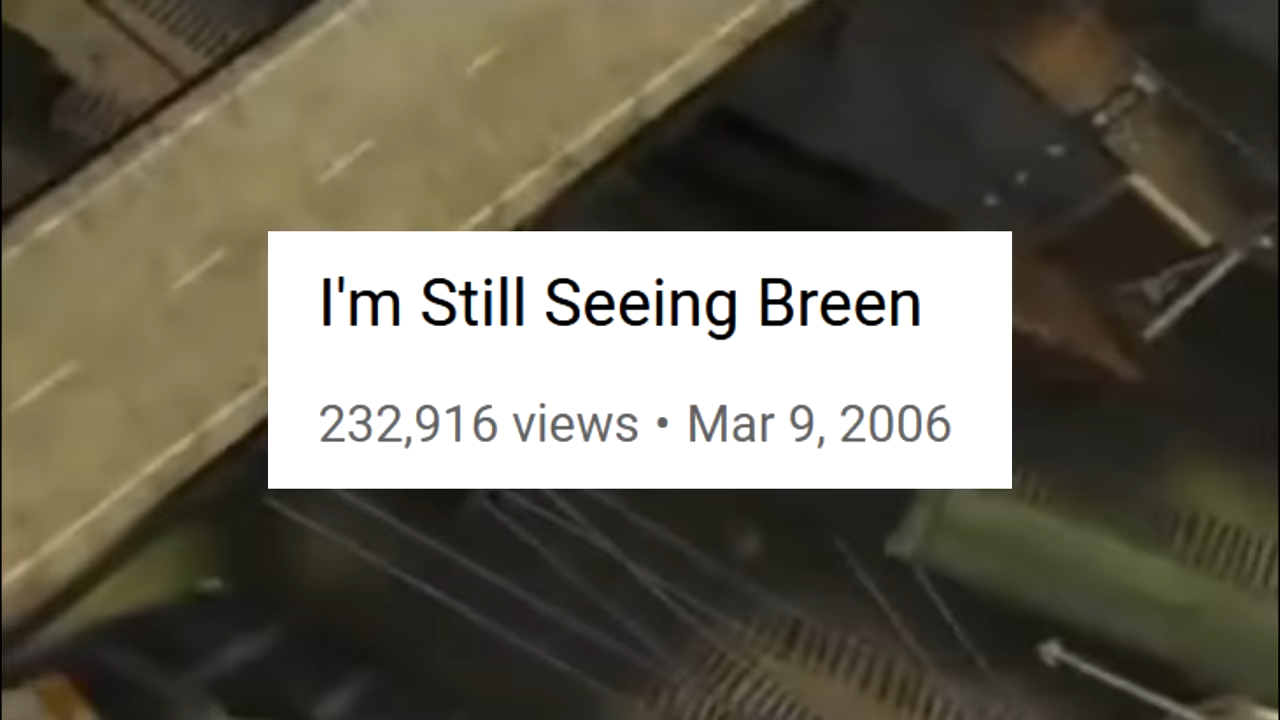 I'm Still Seeing Breen
232,916 views • Mar 9, 2006